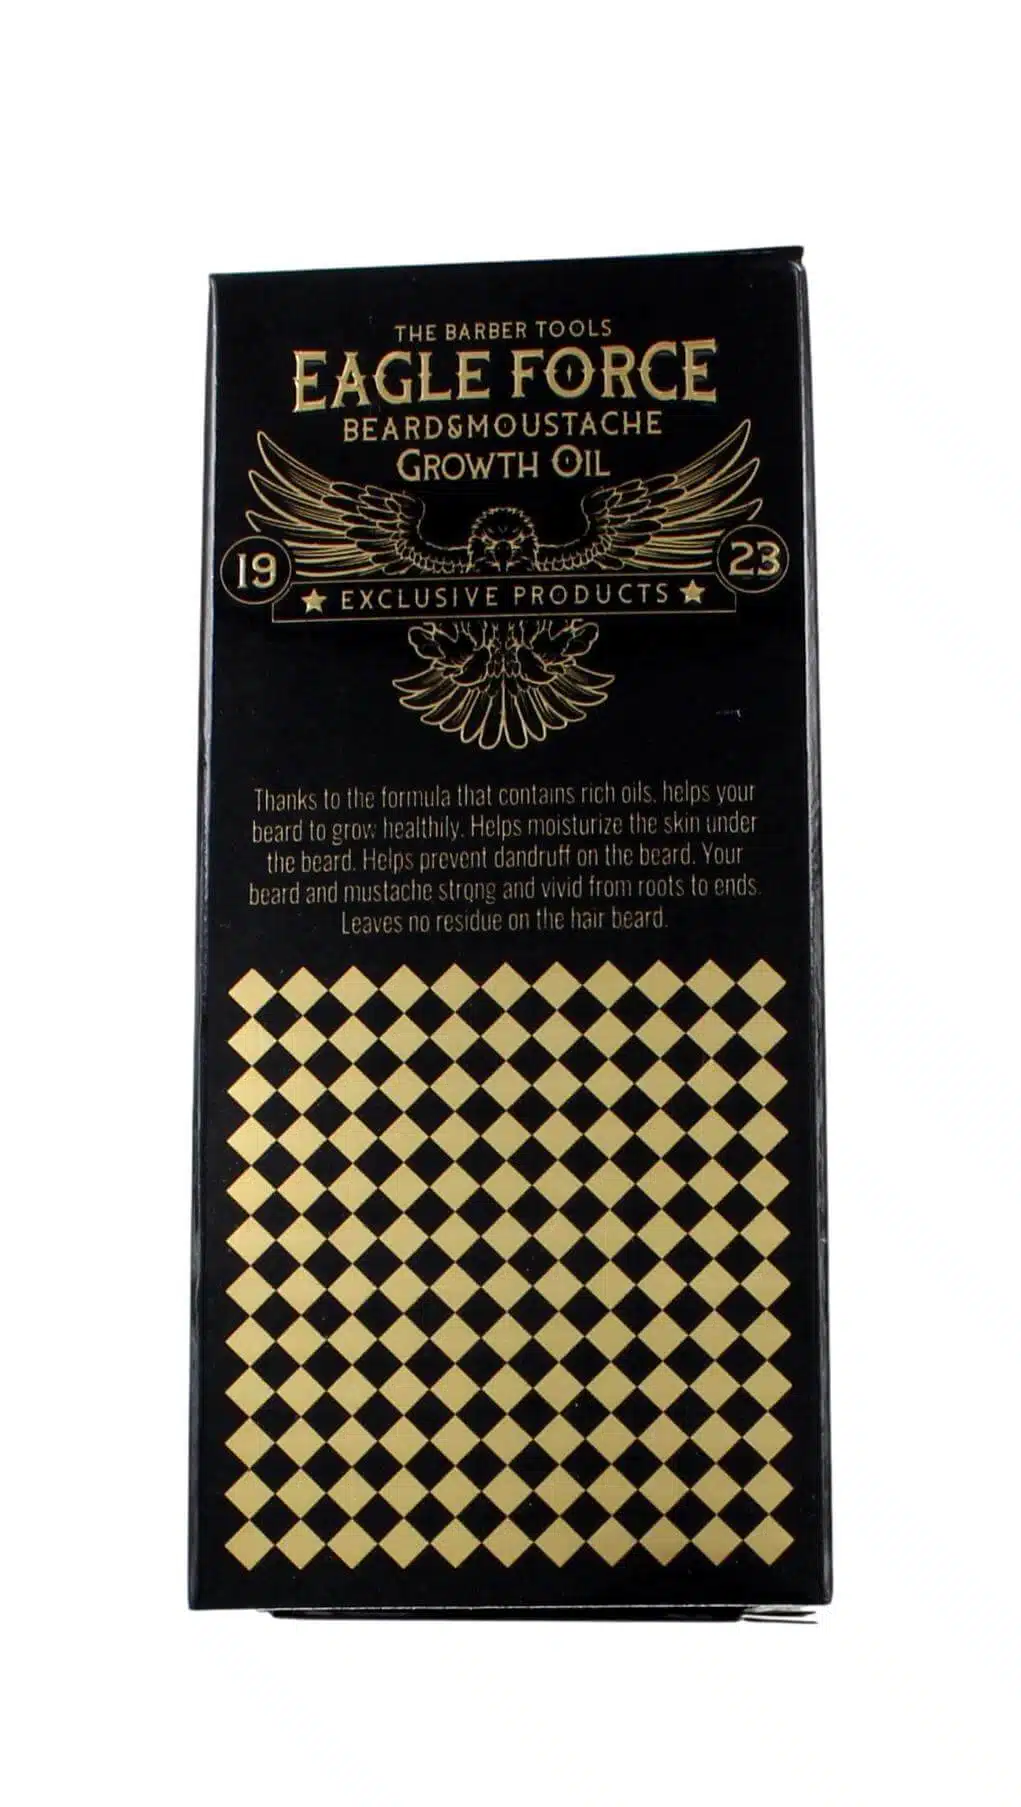 THE BARBER TOOLS
EAGLE FORCE
BEARD&MOUSTACHE
GROWTH OIL
19 23
EXCLUSIVE PRODUCTS
Thanks to the formula that contains rich oils, helps your
beard to grow healthily. Helps moisturize the skin under
the beard. Helps prevent dandruff on the beard. Your
beard and mustache strong and vivid from roots to ends.
Leaves no residue on the hair beard.